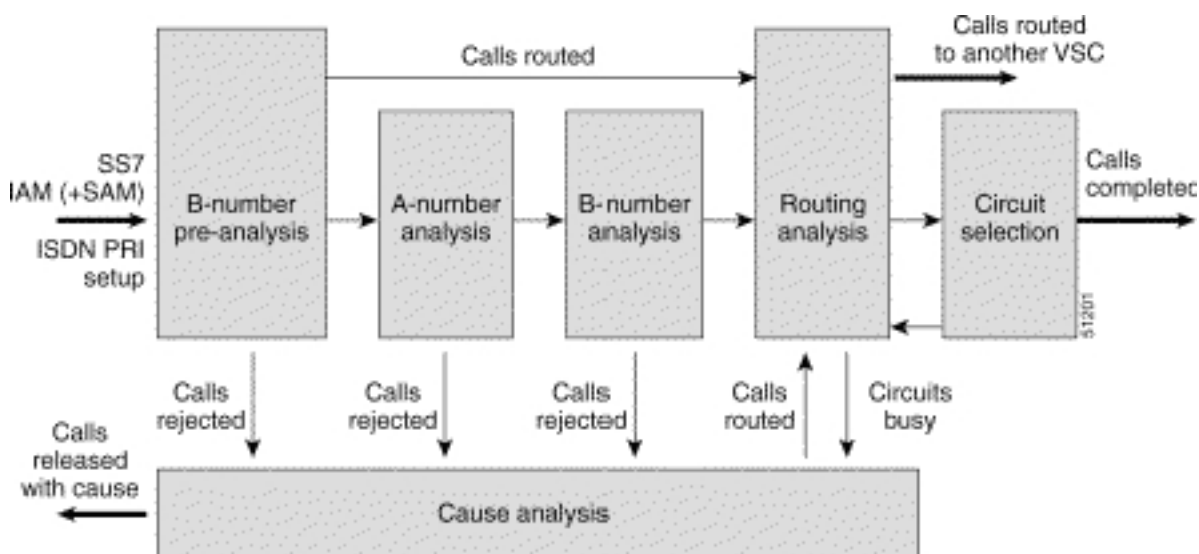 Calls routed
to another VSC
Calls routed
SS7
IAM (+SAM)
ISDN PRI
setup
B-number
pre-analysis
A-number
analysis
B-number
analysis
Routing
analysis
Circuit
selection
Calls
completed
51201
Calls
rejected
Calls
rejected
Calls
rejected
Calls
routed
Circuits
busy
Calls
released
with cause
Cause analysis